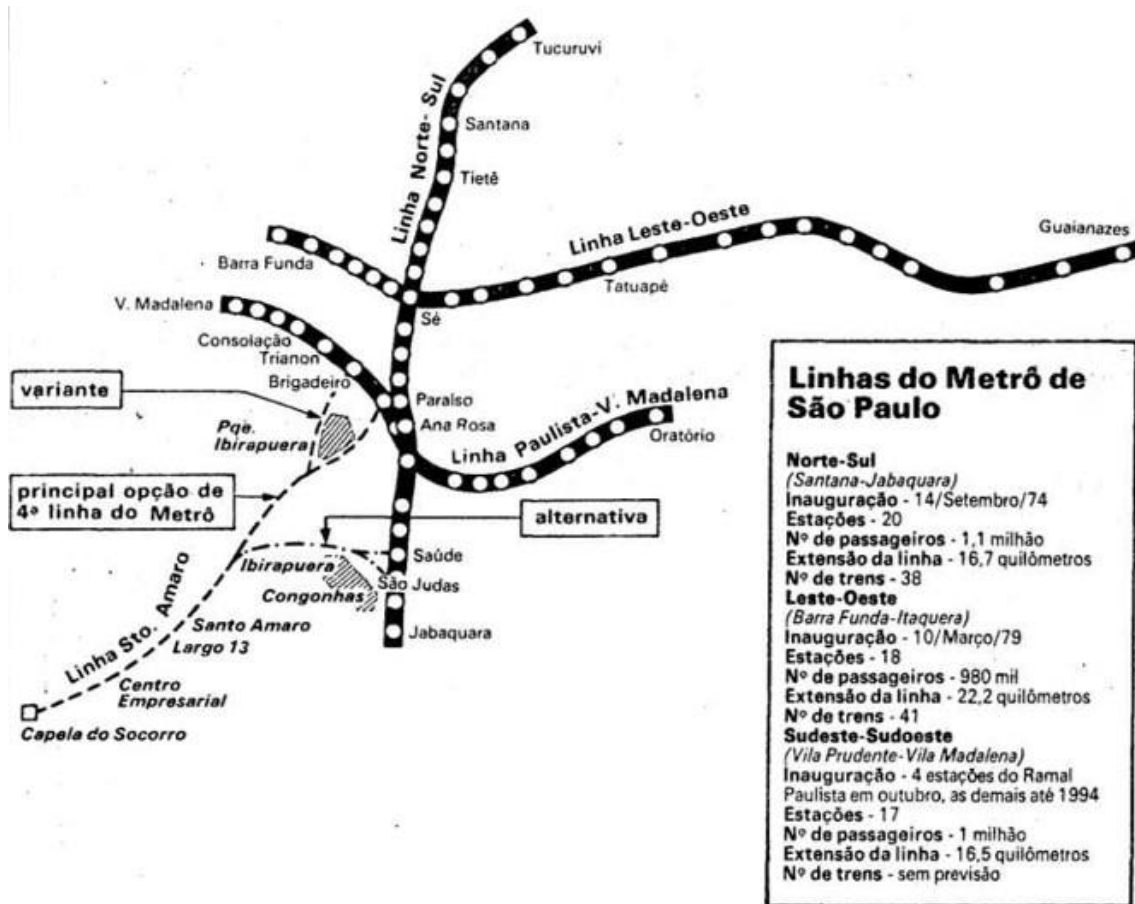 Tucuruvi
Linha Norte-Sul
Santana
Tietê
Linha Leste-Oeste
Guaianazes
Barra Funda
Tatuapé
V. Madalena
Sé
Consolação
Trianon
Brigadeiro
variante
Paraíso
Pqe.
Ibirapuera
Ana Rosa
Linha Paulista-V. Madalena
Oratório
principal opção de
4ª linha do Metrô
alternativa
Saúde
Ibirapuera
São Judas
Congonhas
Linha Sto. Amaro
Santo Amaro
Largo 13
Jabaquara
Centro
Empresarial
Capela do Socorro
Linhas do Metrô de
São Paulo
Norte-Sul
(Santana-Jabaquara)
Inauguração - 14/Setembro/74
Estações - 20
Nº de passageiros - 1,1 milhão
Extensão da linha - 16,7 quilômetros
Nº de trens - 38
Leste-Oeste
(Barra Funda-Itaquera)
Inauguração - 10/Março/79
Estações - 18
Nº de passageiros - 980 mil
Extensão da linha - 22,2 quilômetros
Nº de trens - 41
Sudeste-Sudoeste
(Vila Prudente-Vila Madalena)
Inauguração - 4 estações do Ramal
Paulista em outubro, as demais até 1994
Estações - 17
Nº de passageiros - 1 milhão
Extensão da linha - 16,5 quilômetros
Nº de trens - sem previsão